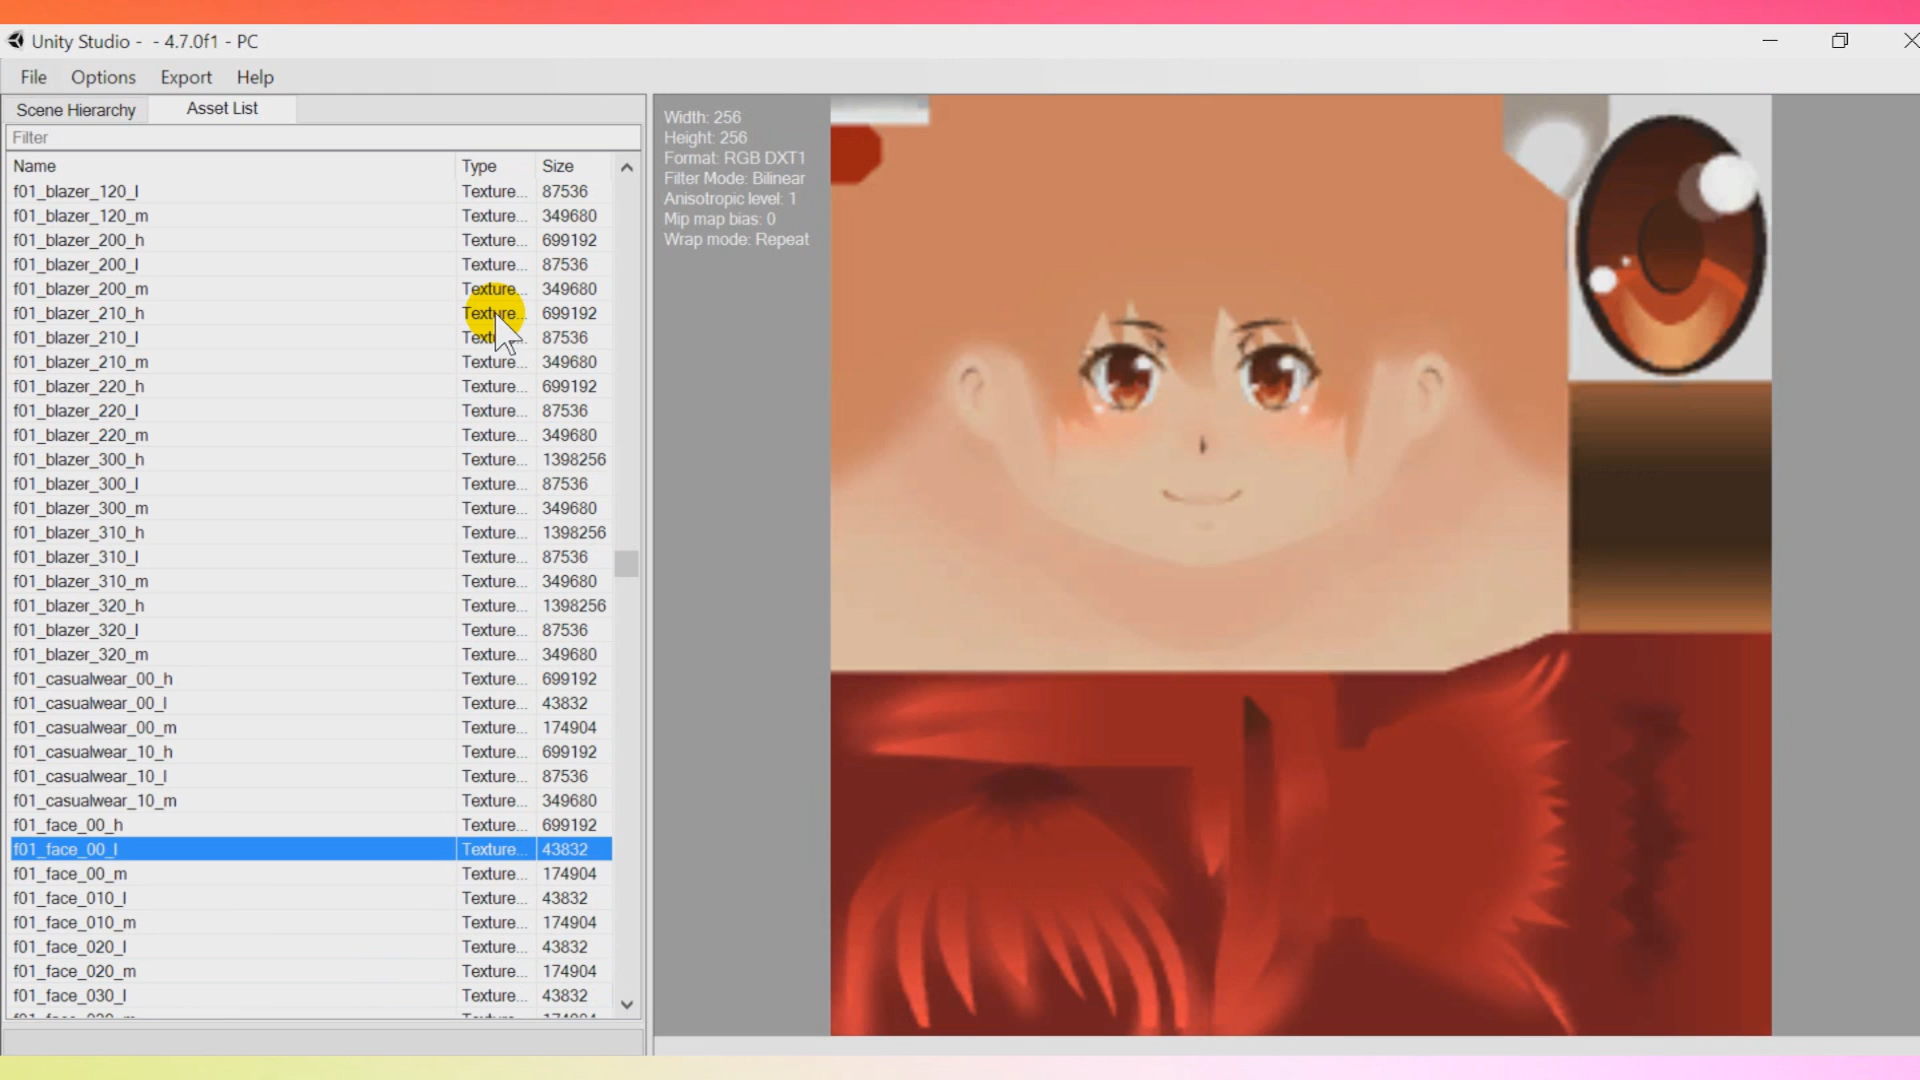 Unity Studio - - 4.7.0f1 - PC
File Options Export Help
Scene Hierarchy Asset List
Filter
Name Type Size
f01_blazer_120_l Texture... 87536
f01_blazer_120_m Texture... 349680
f01_blazer_200_h Texture... 699192
f01_blazer_200_l Texture... 87536
f01_blazer_200_m Texture... 349680
f01_blazer_210_h Texture... 699192
f01_blazer_210_l Texture... 87536
f01_blazer_210_m Texture... 349680
f01_blazer_220_h Texture... 699192
f01_blazer_220_l Texture... 87536
f01_blazer_220_m Texture... 349680
f01_blazer_300_h Texture... 1398256
f01_blazer_300_l Texture... 87536
f01_blazer_300_m Texture... 349680
f01_blazer_310_h Texture... 1398256
f01_blazer_310_l Texture... 87536
f01_blazer_310_m Texture... 349680
f01_blazer_320_h Texture... 1398256
f01_blazer_320_l Texture... 87536
f01_blazer_320_m Texture... 349680
f01_casualwear_00_h Texture... 699192
f01_casualwear_00_l Texture... 43832
f01_casualwear_00_m Texture... 174904
f01_casualwear_10_h Texture... 699192
f01_casualwear_10_l Texture... 87536
f01_casualwear_10_m Texture... 349680
f01_face_00_h Texture... 699192
f01_face_00_l Texture... 43832
f01_face_00_m Texture... 174904
f01_face_010_l Texture... 43832
f01_face_010_m Texture... 174904
f01_face_020_l Texture... 43832
f01_face_020_m Texture... 174904
f01_face_030_l Texture... 43832
Width: 256
Height: 256
Format: RGB DXT1
Filter Mode: Bilinear
Anisotropic level: 1
Mip map bias: 0
Wrap mode: Repeat